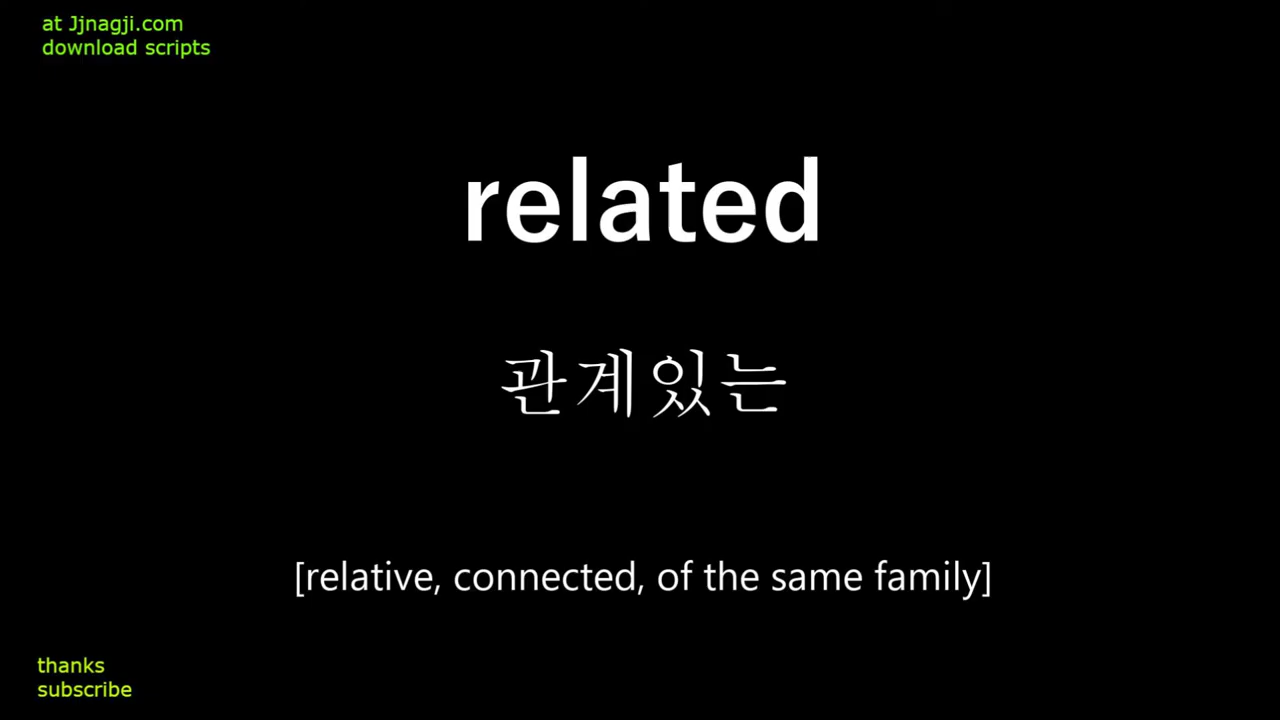 at Jjnagji.com
download scripts
related
관계있는
[relative, connected, of the same family]
thanks
subscribe